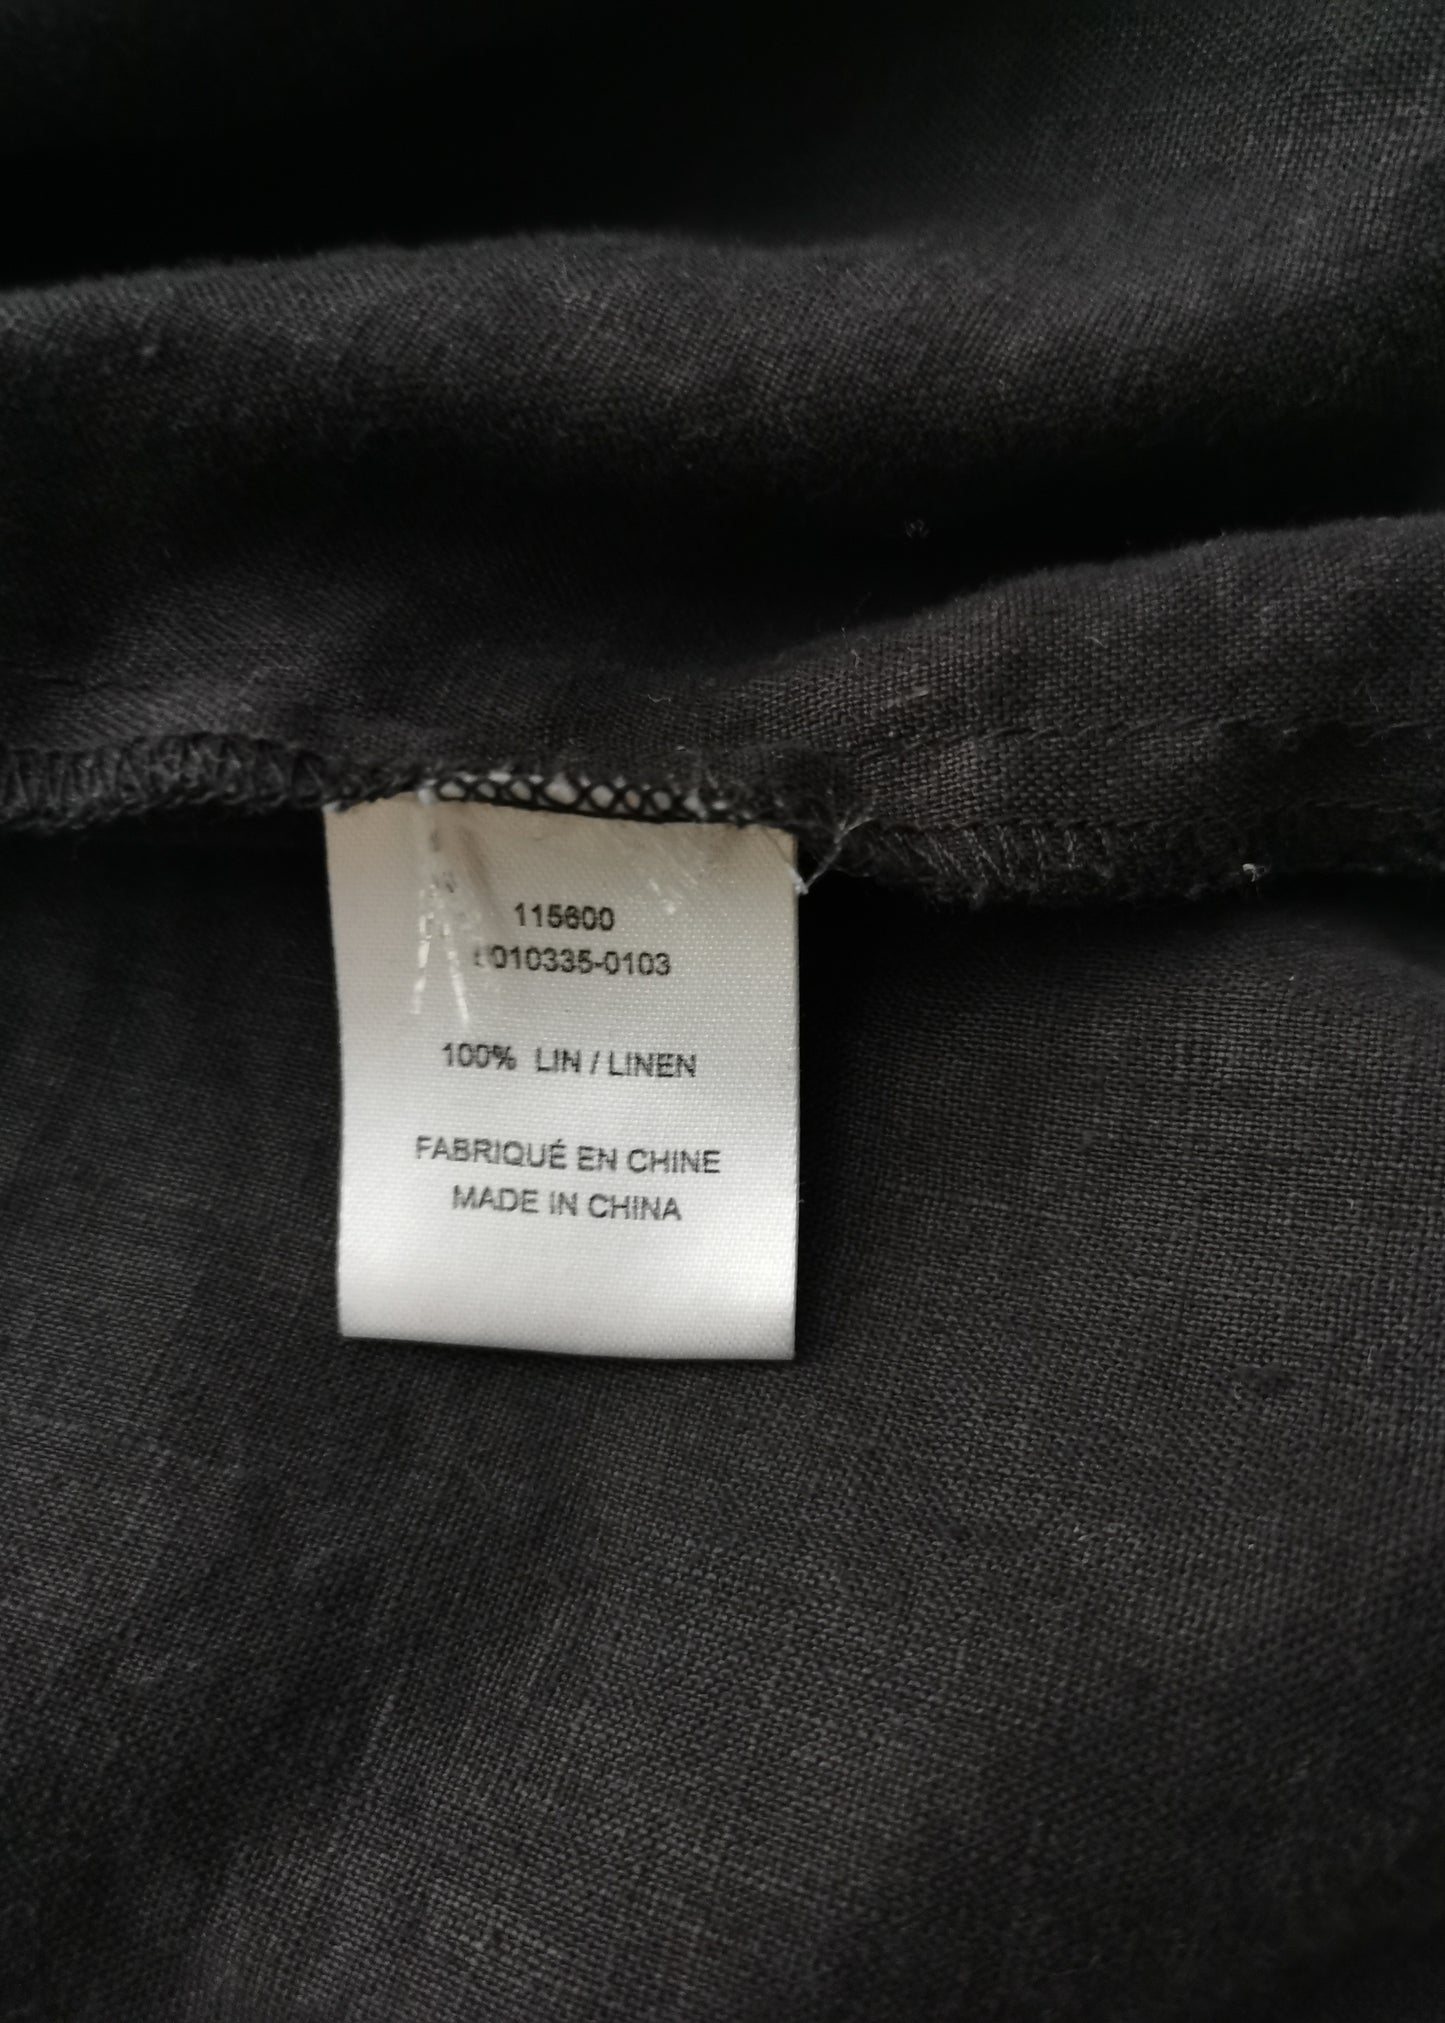 115600
010335-0103
100% LIN / LINEN
FABRIQUÉ EN CHINE
MADE IN CHINA